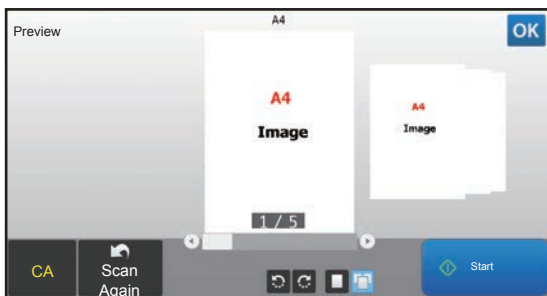 A4
Preview
OK
A4
Image
A4
Image
1 / 5
CA
Scan
Again
Start